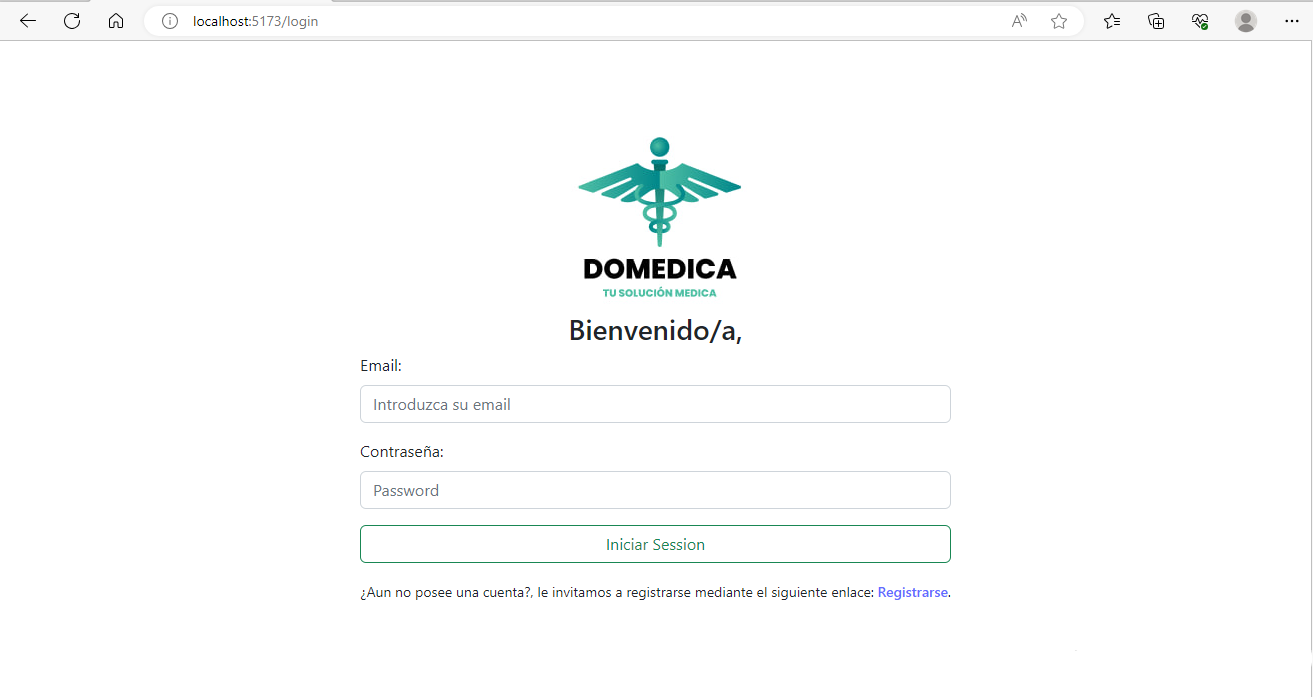 localhost:5173/login
DOMEDICA
TU SOLUCIÓN MEDICA
Bienvenido/a,
Email:
Introduzca su email
Contraseña:
Password
Iniciar Session
¿Aun no posee una cuenta?, le invitamos a registrarse mediante el siguiente enlace: Registrarse.